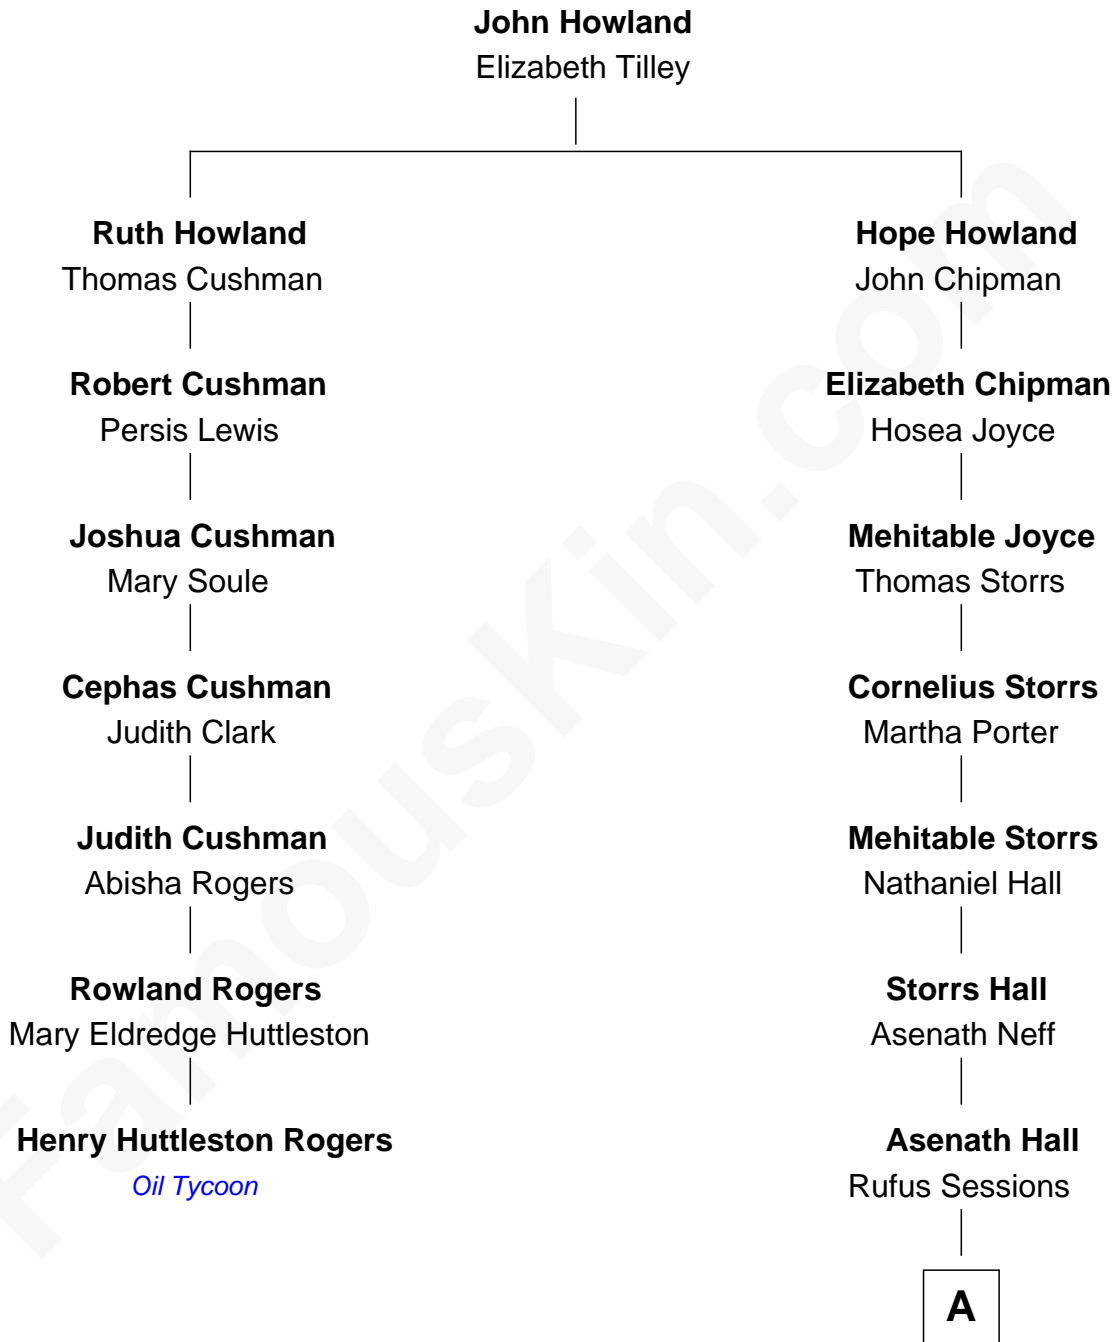 John Howland
Elizabeth Tilley
Ruth Howland
Thomas Cushman
Hope Howland
John Chipman
Robert Cushman
Persis Lewis
Elizabeth Chipman
Hosea Joyce
Joshua Cushman
Mary Soule
Mehitable Joyce
Thomas Storrs
Cephas Cushman
Judith Clark
Cornelius Storrs
Martha Porter
Judith Cushman
Abisha Rogers
Mehitable Storrs
Nathaniel Hall
Rowland Rogers
Mary Eldredge Huttleston
Storrs Hall
Asenath Neff
Henry Huttleston Rogers
Oil Tycoon
Asenath Hall
Rufus Sessions
A
FamousKin.com